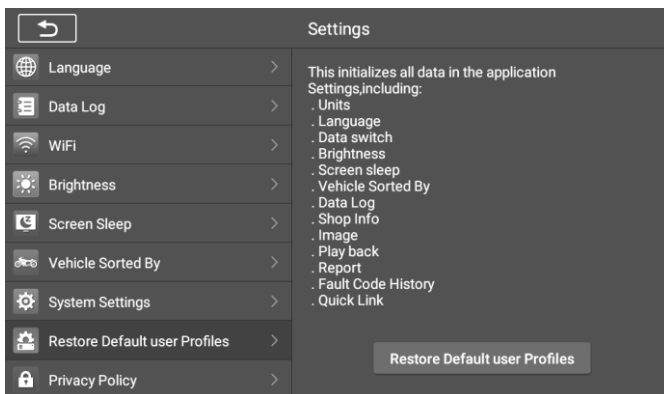 Settings
Language
Data Log
WiFi
Brightness
Screen Sleep
Vehicle Sorted By
System Settings
Restore Default user Profiles
Privacy Policy
This initializes all data in the application
Settings,including:
. Units
. Language
. Data switch
. Brightness
. Screen sleep
. Vehicle Sorted By
. Data Log
. Shop Info
. Image
. Play back
. Report
. Fault Code History
. Quick Link
Restore Default user Profiles